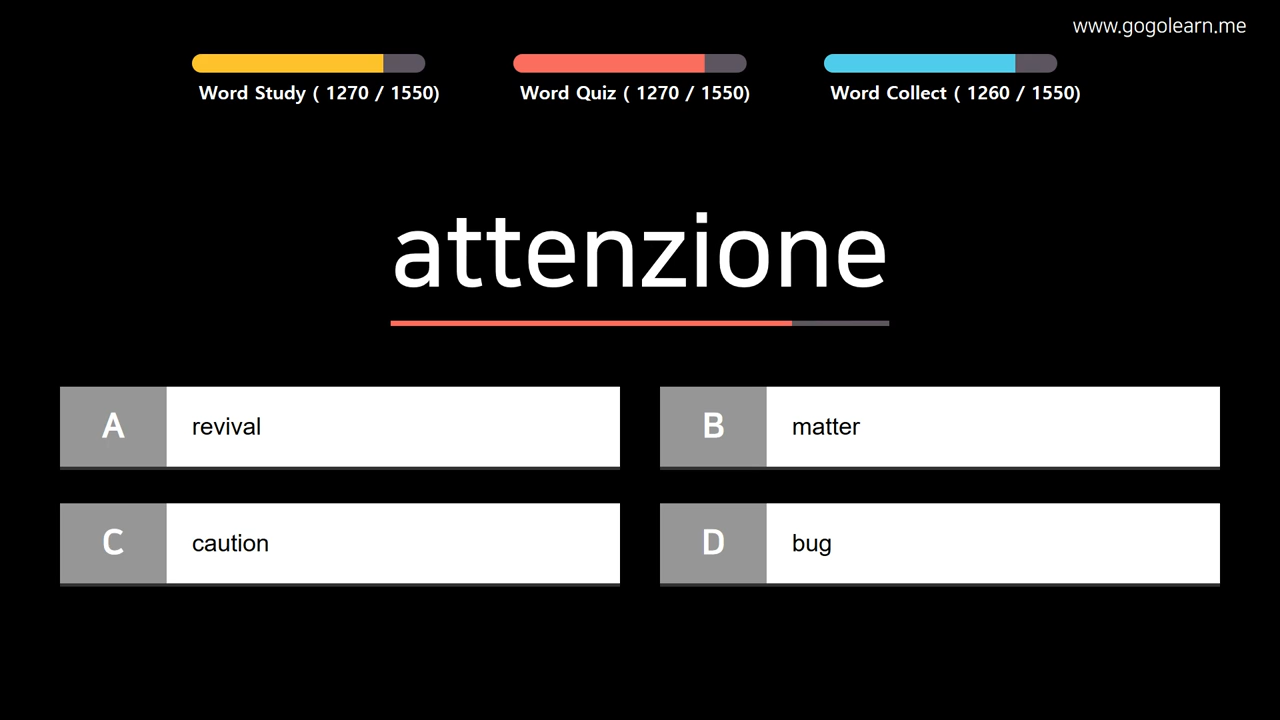 www.gogolearn.me
Word Study ( 1270 / 1550)
Word Quiz ( 1270 / 1550)
Word Collect ( 1260 / 1550)
attenzione
A revival
B matter
C caution
D bug